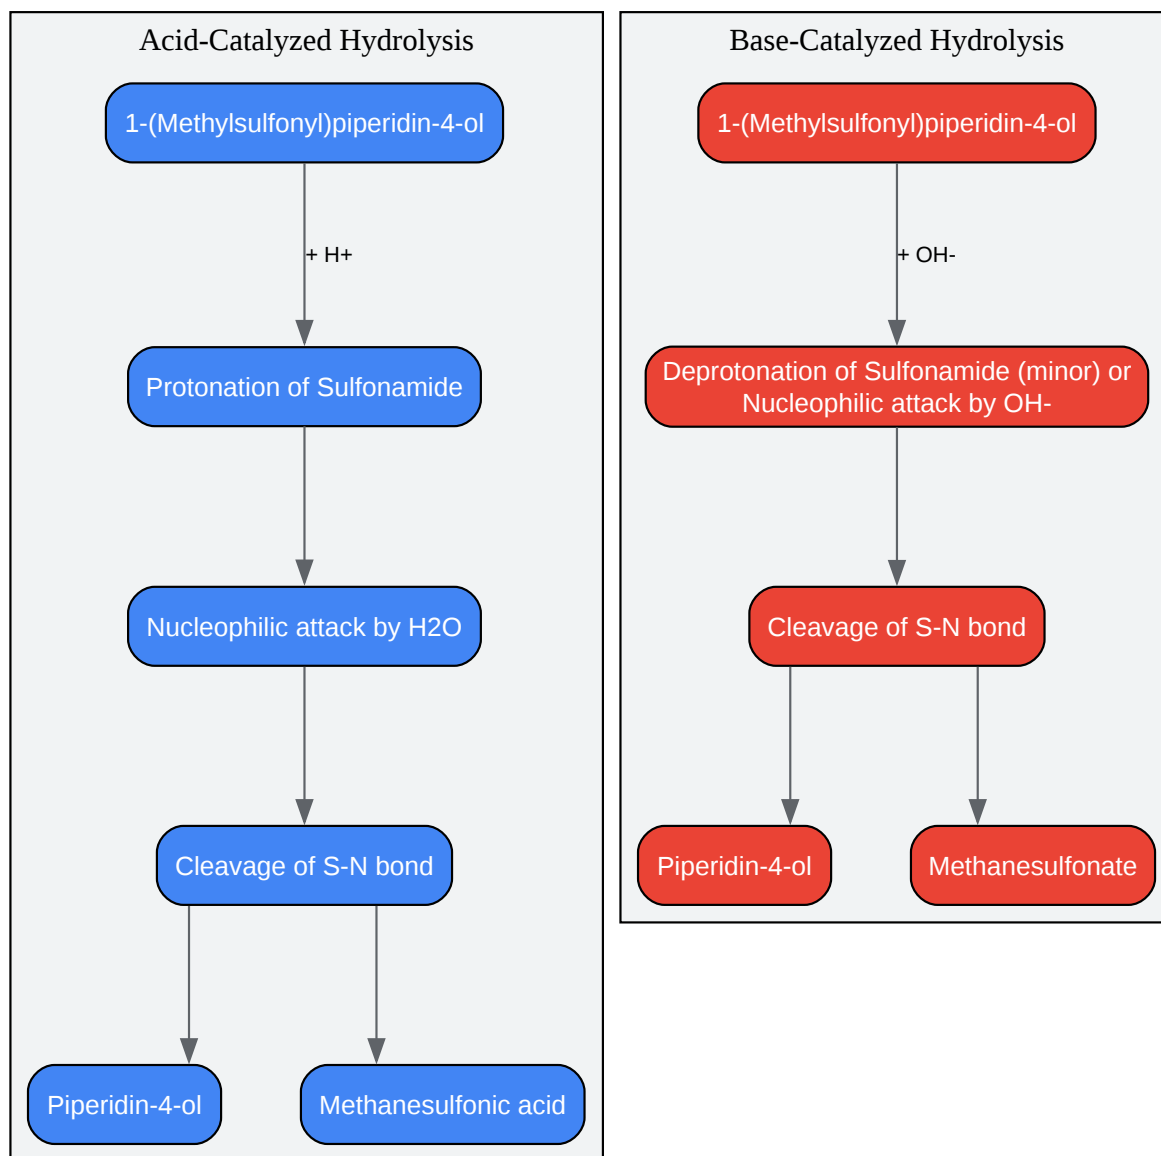 Acid-Catalyzed Hydrolysis
1-(Methylsulfonyl)piperidin-4-ol
+ H+
Protonation of Sulfonamide
Nucleophilic attack by H2O
Cleavage of S-N bond
Piperidin-4-ol
Methanesulfonic acid
Base-Catalyzed Hydrolysis
1-(Methylsulfonyl)piperidin-4-ol
+ OH-
Deprotonation of Sulfonamide (minor) or
Nucleophilic attack by OH-
Cleavage of S-N bond
Piperidin-4-ol
Methanesulfonate